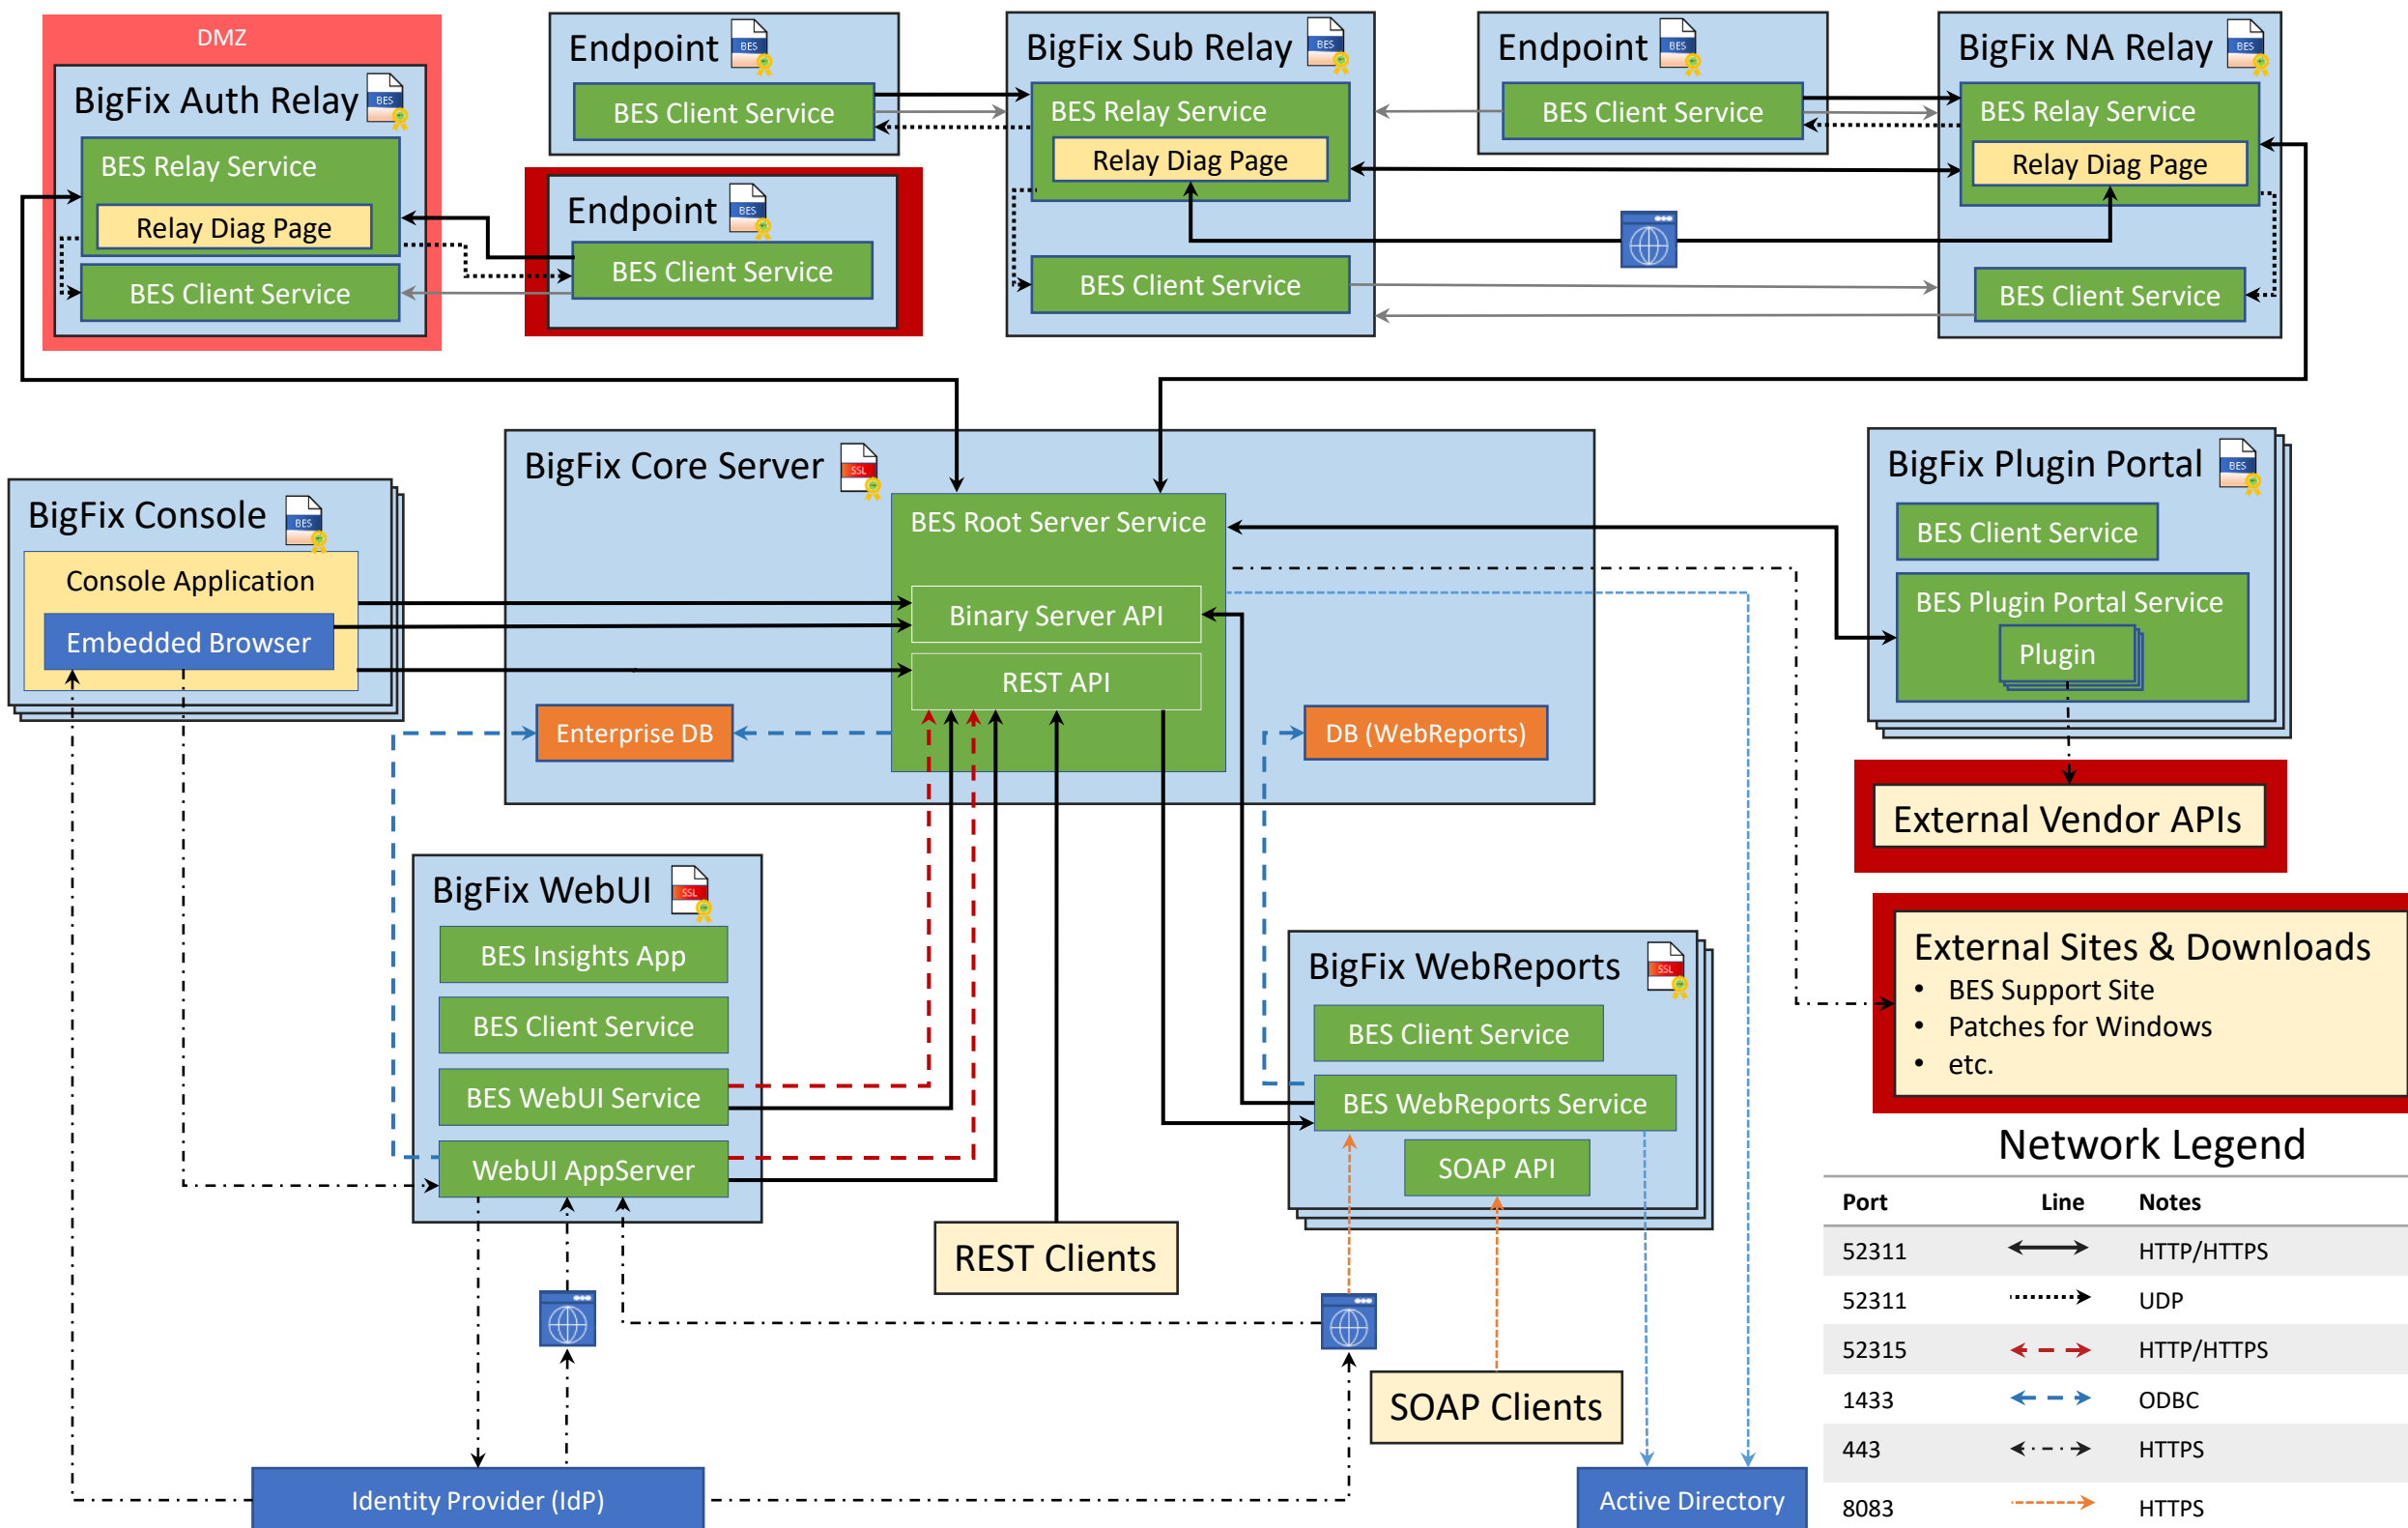 DMZ
BigFix Auth Relay
BES
BES Relay Service
Relay Diag Page
BES Client Service
Endpoint
BES
BES Client Service
Endpoint
BES
BES Client Service
BigFix Sub Relay
BES
BES Relay Service
Relay Diag Page
BES Client Service
Endpoint
BES
BES Client Service
BigFix NA Relay
BES
BES Relay Service
Relay Diag Page
BES Client Service
BigFix Console
BES
Console Application
Embedded Browser
BigFix Core Server
SSL
BES Root Server Service
Binary Server API
REST API
Enterprise DB
DB (WebReports)
BigFix Plugin Portal
BES
BES Client Service
BES Plugin Portal Service
Plugin
External Vendor APIs
External Sites & Downloads
• BES Support Site
• Patches for Windows
• etc.
BigFix WebUI
SSL
BES Insights App
BES Client Service
BES WebUI Service
WebUI AppServer
BigFix WebReports
SSL
BES Client Service
BES WebReports Service
SOAP API
REST Clients
SOAP Clients
Identity Provider (IdP)
Active Directory
Network Legend
Port Line Notes
52311 HTTP/HTTPS
52311 UDP
52315 HTTP/HTTPS
1433 ODBC
443 HTTPS
8083 HTTPS